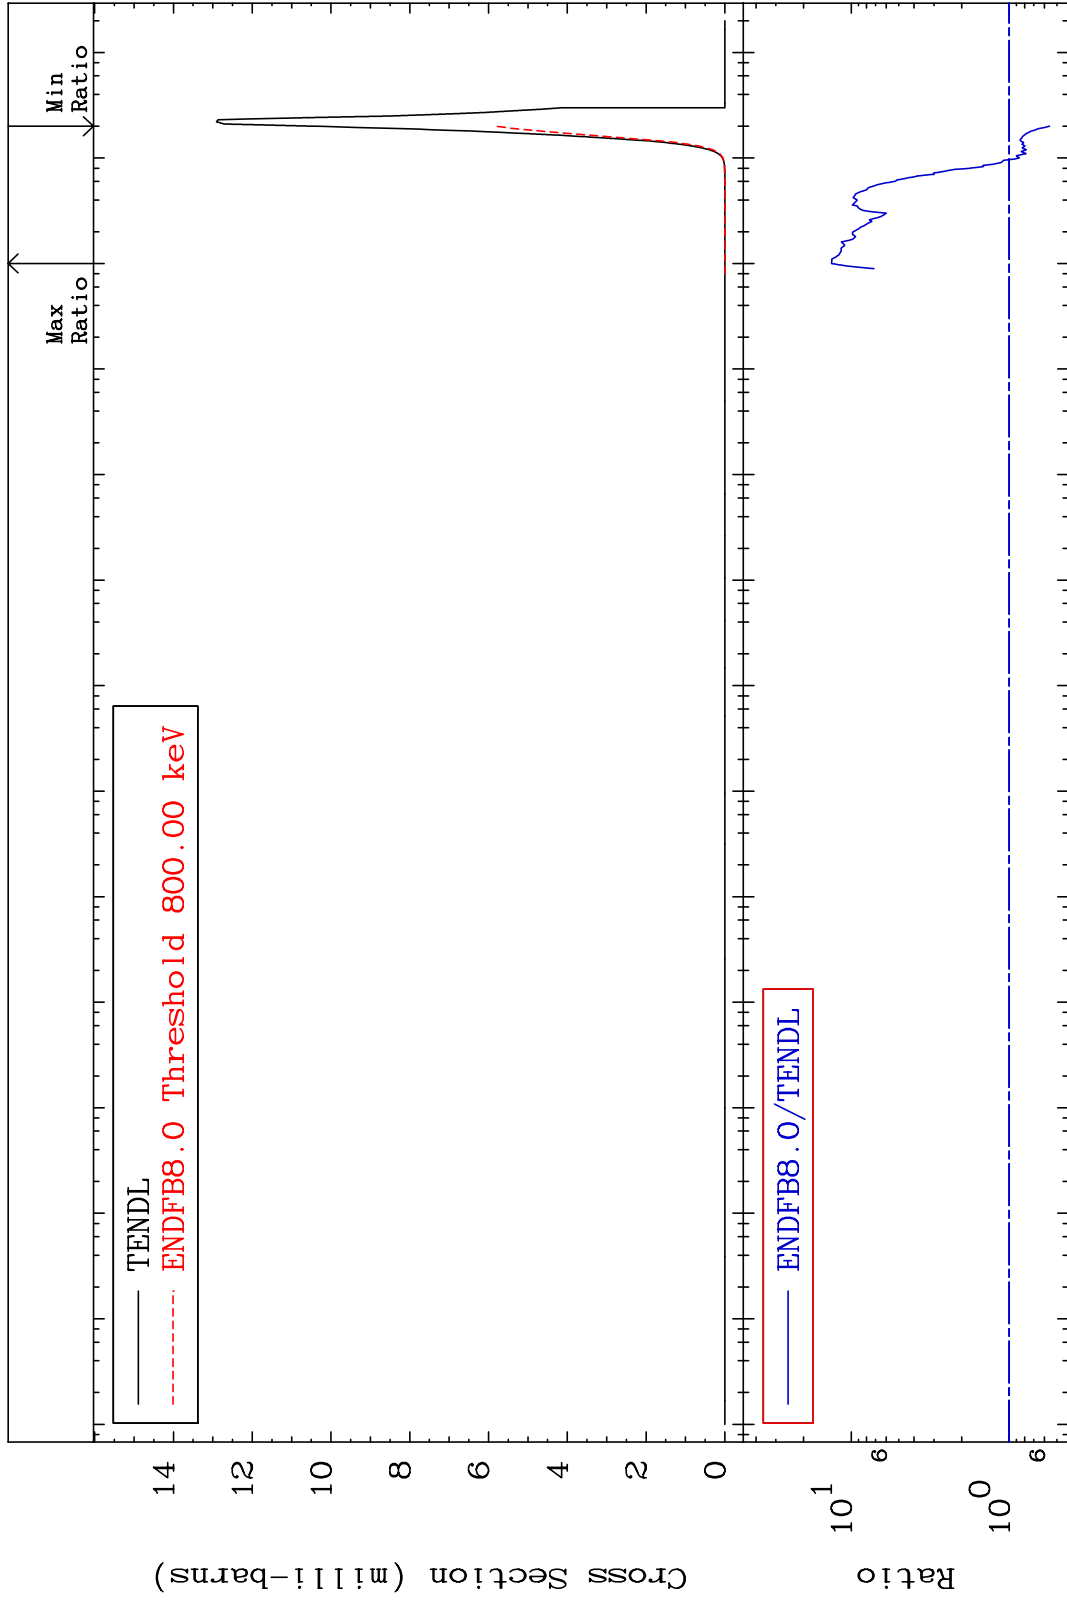 Max
Ratio
Min
Ratio
TENDL
ENDFB8.0 Threshold 800.00 keV
14
12
10
8
6
4
2
0
Cross Section (milli-barns)
ENDFB8.0/TENDL
10 1
6
10 0
6
Ratio